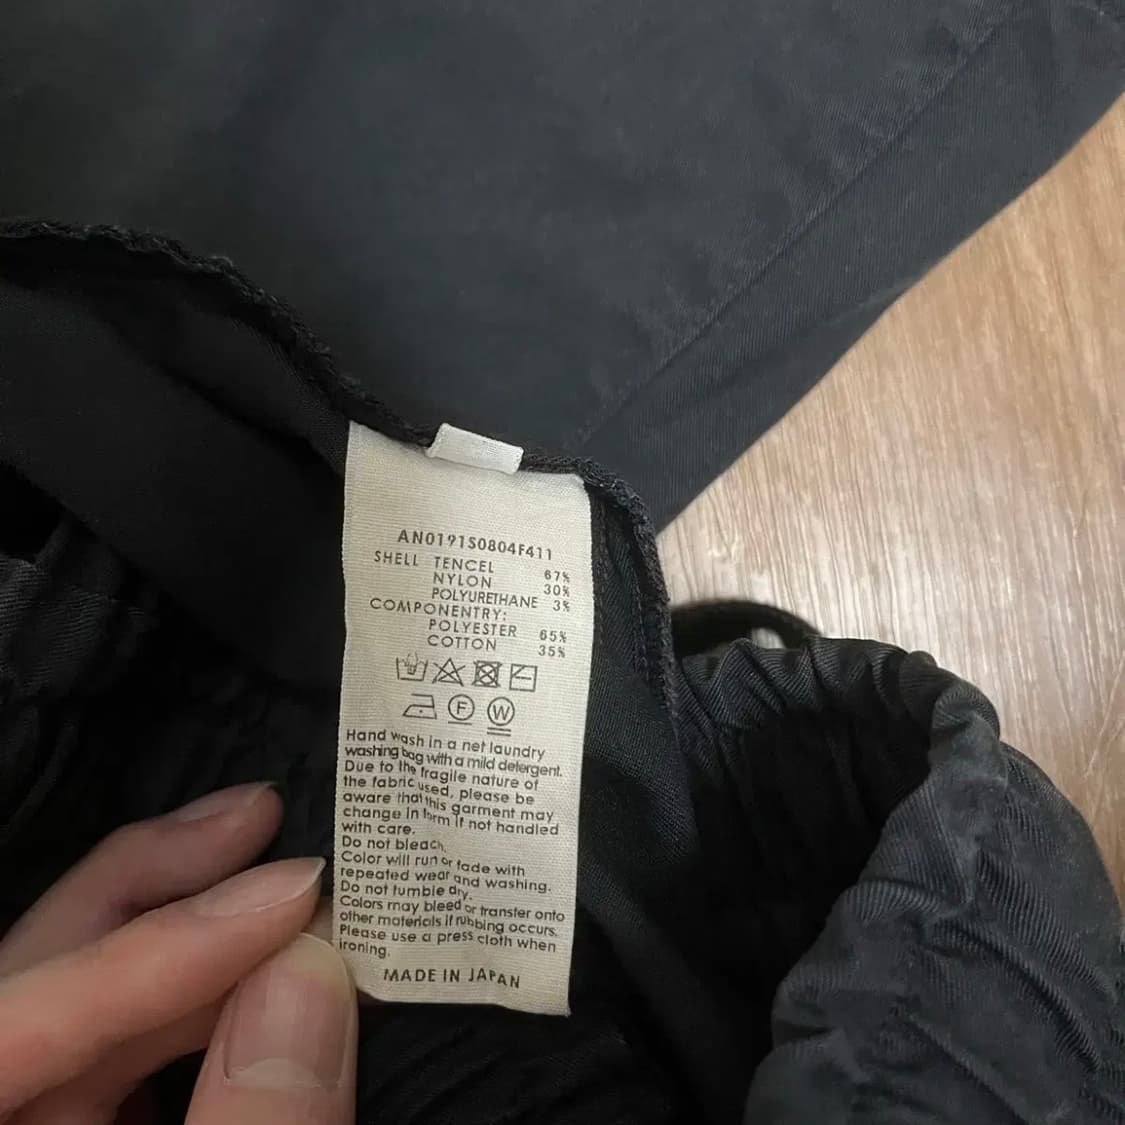 AN0191S0804F411
SHELL TENCEL 67%
NYLON 30%
POLYURETHANE 3%
COMPONENTRY:
POLYESTER 65%
COTTON 35%
F W
Hand wash in a net laundry
washing bag with a mild detergent.
Due to the fragile nature of
the fabric used, please be
aware that this garment may
change in form if not handled
with care.
Do not bleach.
Color will run or fade with
repeated wear and washing.
Do not tumble dry.
Colors may bleed or transfer onto
other materials if rubbing occurs.
Please use a press cloth when
ironing.
MADE IN JAPAN